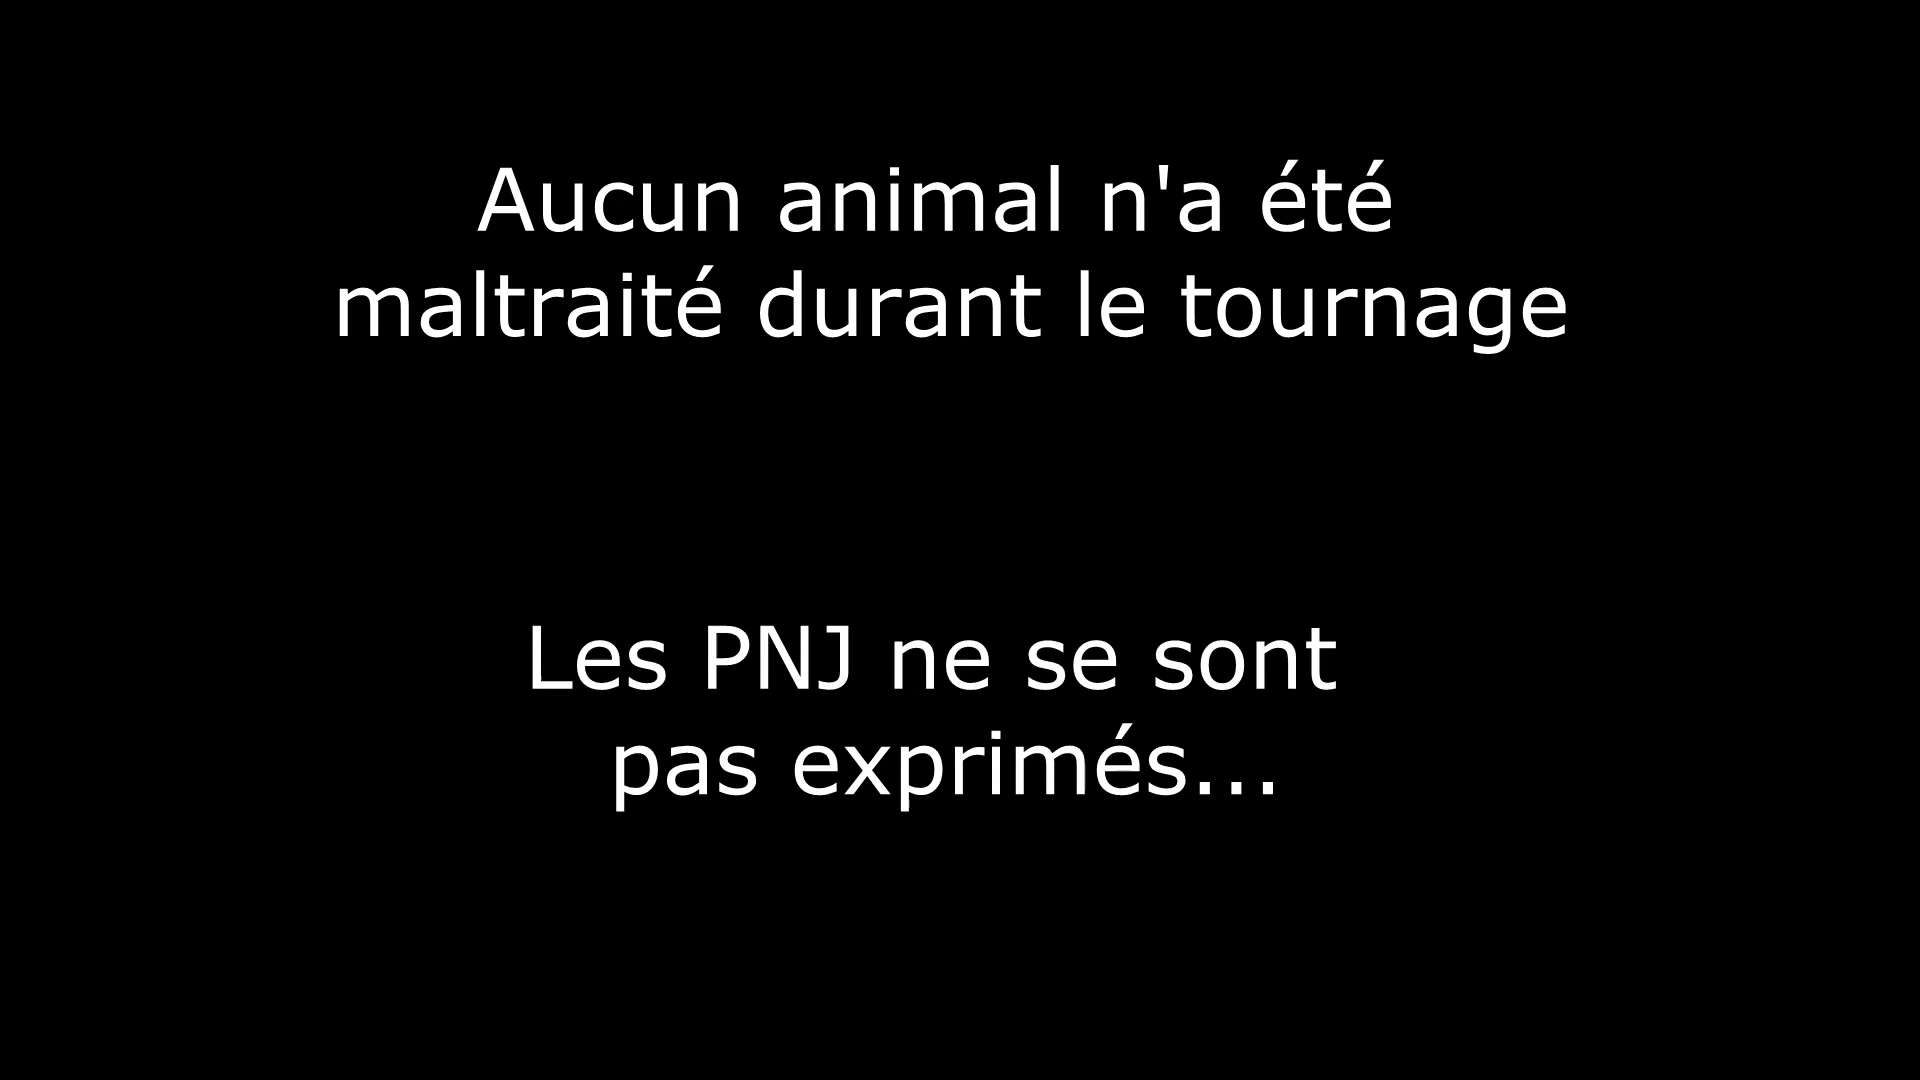 Aucun animal n'a été
maltraité durant le tournage
Les PNJ ne se sont
pas exprimés...